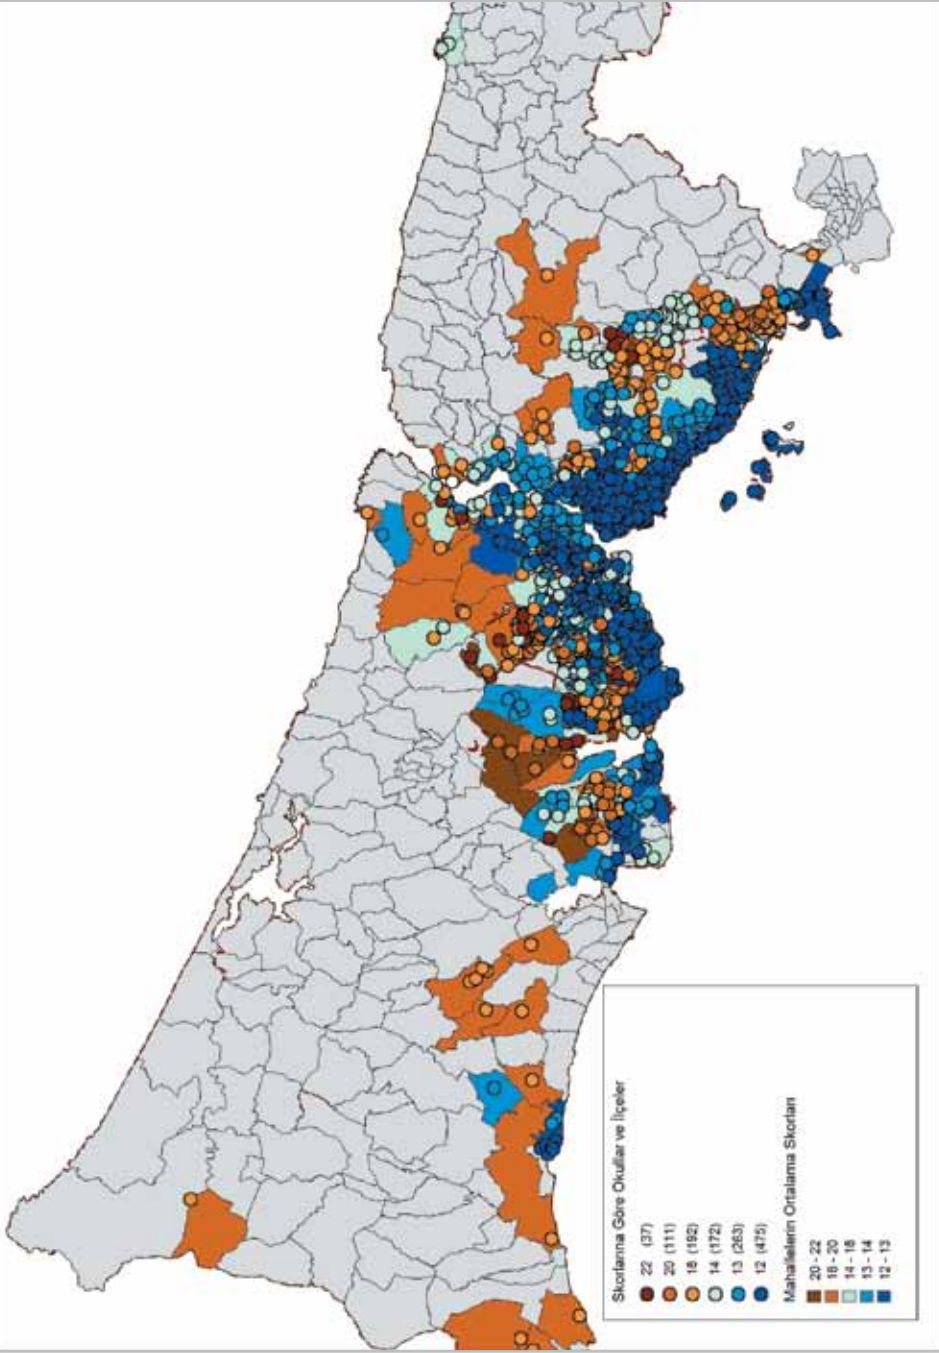 Skorlarına Göre Okullar ve İlçeler
22 (37)
20 (111)
18 (192)
14 (172)
13 (263)
12 (475)
Mahallelerin Ortalama Skorları
20 - 22
18 - 20
14 - 18
13 - 14
12 - 13